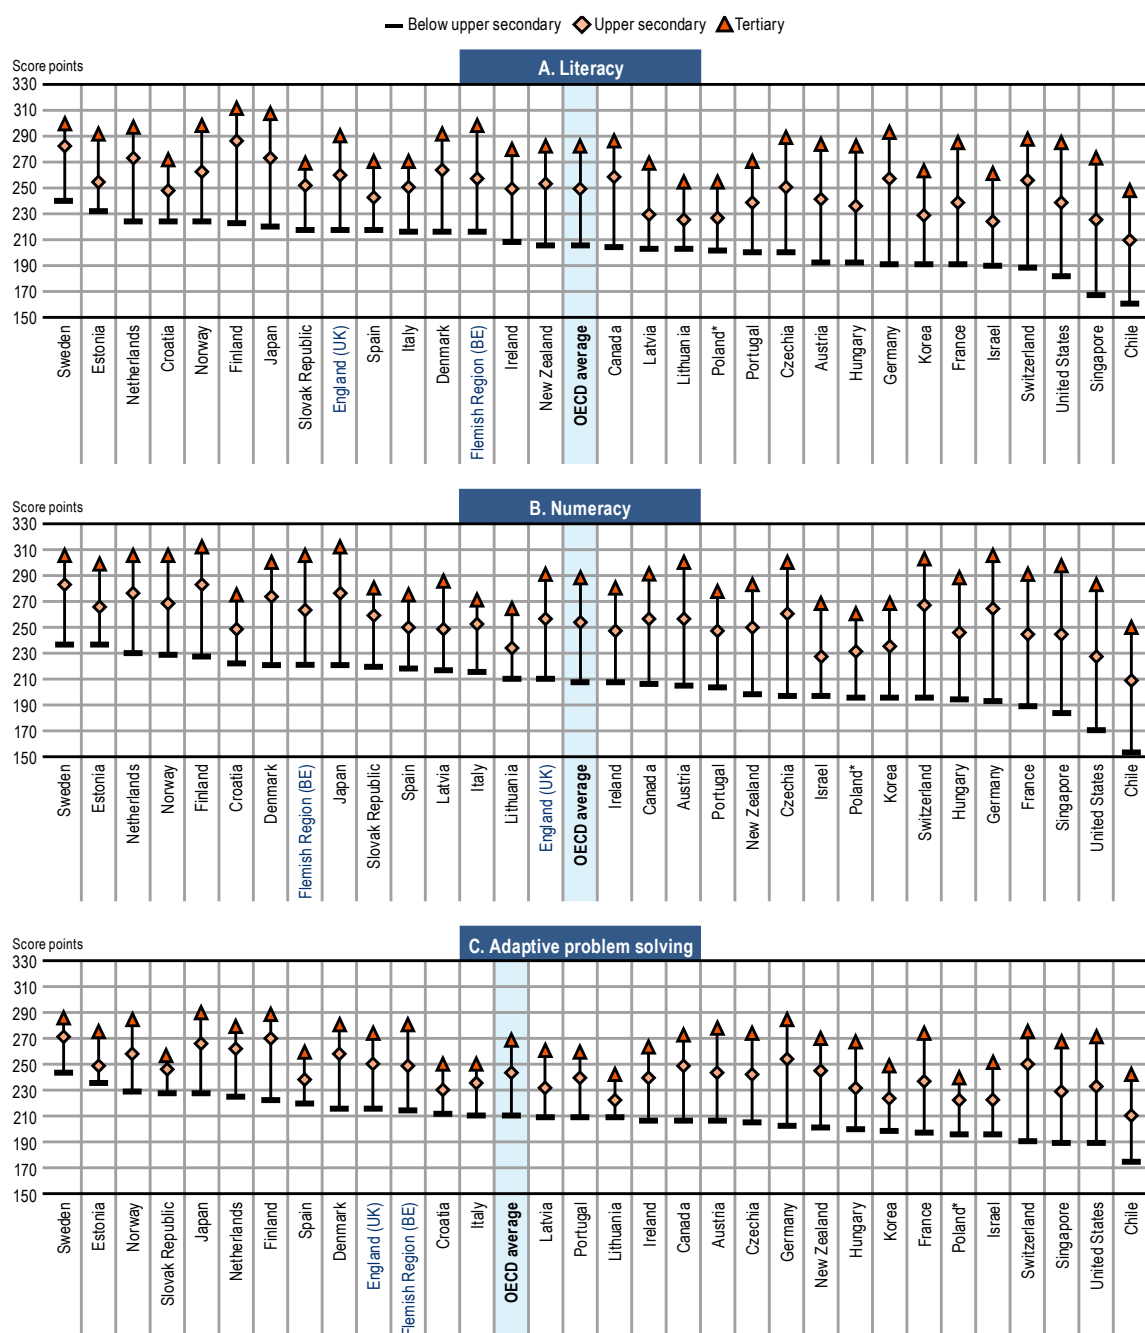 Below upper secondary Upper secondary Tertiary
A. Literacy
Score points
330
310
290
270
250
230
210
190
170
150
Sweden
Estonia
Netherlands
Croatia
Norway
Finland
Japan
Slovak Republic
England (UK)
Spain
Italy
Denmark
Flemish Region (BE)
Ireland
New Zealand
OECD average
Canada
Latvia
Lithuania
Poland*
Portugal
Czechia
Austria
Hungary
Germany
Korea
France
Israel
Switzerland
United States
Singapore
Chile
B. Numeracy
Score points
330
310
290
270
250
230
210
190
170
150
Sweden
Estonia
Netherlands
Norway
Finland
Croatia
Denmark
Flemish Region (BE)
Japan
Slovak Republic
Spain
Latvia
Italy
Lithuania
England (UK)
OECD average
Ireland
Canada
Austria
Portugal
New Zealand
Czechia
Israel
Poland*
Korea
Switzerland
Hungary
Germany
France
Singapore
United States
Chile
C. Adaptive problem solving
Score points
330
310
290
270
250
230
210
190
170
150
Sweden
Estonia
Norway
Slovak Republic
Japan
Netherlands
Finland
Spain
Denmark
England (UK)
Flemish Region (BE)
Croatia
Italy
OECD average
Latvia
Portugal
Lithuania
Ireland
Canada
Austria
Czechia
Germany
New Zealand
Hungary
Korea
France
Poland*
Israel
Switzerland
Singapore
United States
Chile